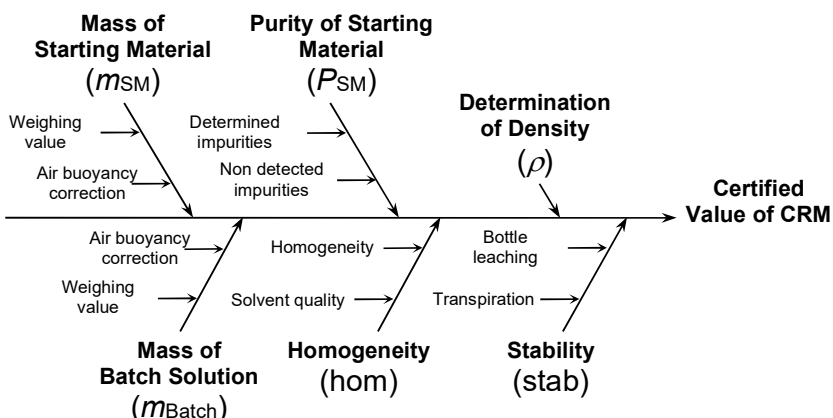 Mass of
Starting Material
(mSM)
Purity of Starting
Material
(PSM)
Determination
of Density
(ρ)
Weighing
value
Air buoyancy
correction
Determined
impurities
Non detected
impurities
Certified
Value of CRM
Air buoyancy
correction
Weighing
value
Homogeneity
Solvent quality
Bottle
leaching
Transpiration
Mass of
Batch Solution
(mBatch)
Homogeneity
(hom)
Stability
(stab)